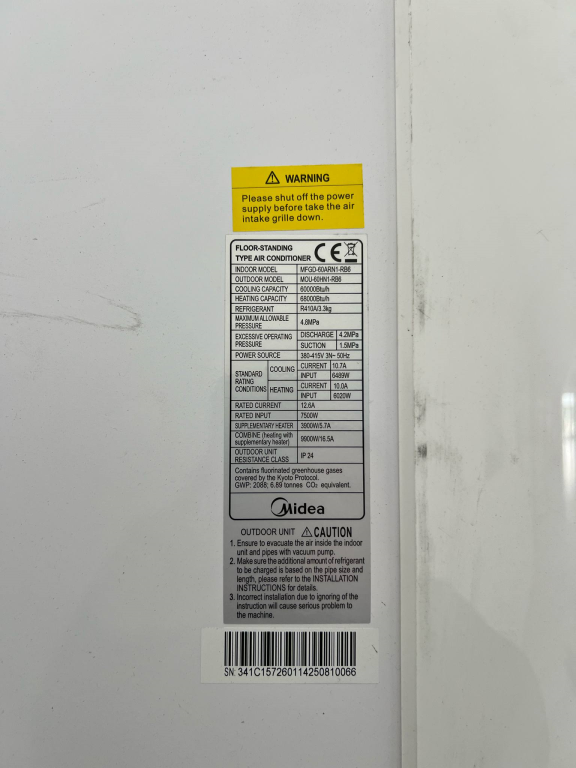 ⚠ WARNING
Please shut off the power
supply before take the air
intake grille down.
FLOOR-STANDING
TYPE AIR CONDITIONER CE
INDOOR MODEL MFGD-60ARN1-RB6
OUTDOOR MODEL MOU-60HN1-RB6
COOLING CAPACITY 60000Btu/h
HEATING CAPACITY 68000Btu/h
REFRIGERANT R410A/3.3kg
MAXIMUM ALLOWABLE
PRESSURE 4.8MPa
EXCESSIVE OPERATING
PRESSURE
DISCHARGE 4.2MPa
SUCTION 1.5MPa
POWER SOURCE 380-415V 3N~ 50Hz
STANDARD
RATING
CONDITIONS
COOLING
CURRENT 10.7A
INPUT 6489W
HEATING
CURRENT 10.0A
INPUT 6020W
RATED CURRENT 12.6A
RATED INPUT 7500W
SUPPLEMENTARY HEATER 3900W/5.7A
COMBINE (heating with
supplementary heater) 9900W/16.5A
OUTDOOR UNIT
RESISTANCE CLASS IP 24
Contains fluorinated greenhouse gases
covered by the Kyoto Protocol.
GWP: 2088; 6.89 tonnes CO₂ equivalent.
Midea
OUTDOOR UNIT ⚠ CAUTION
1. Ensure to evacuate the air inside the indoor
unit and pipes with vacuum pump.
2. Make sure the additional amount of refrigerant
to be charged is based on the pipe size and
length, please refer to the INSTALLATION
INSTRUCTIONS for details.
3. Incorrect installation due to ignoring of the
instruction will cause serious problem to
the machine.
SN: 341C157260114250810066